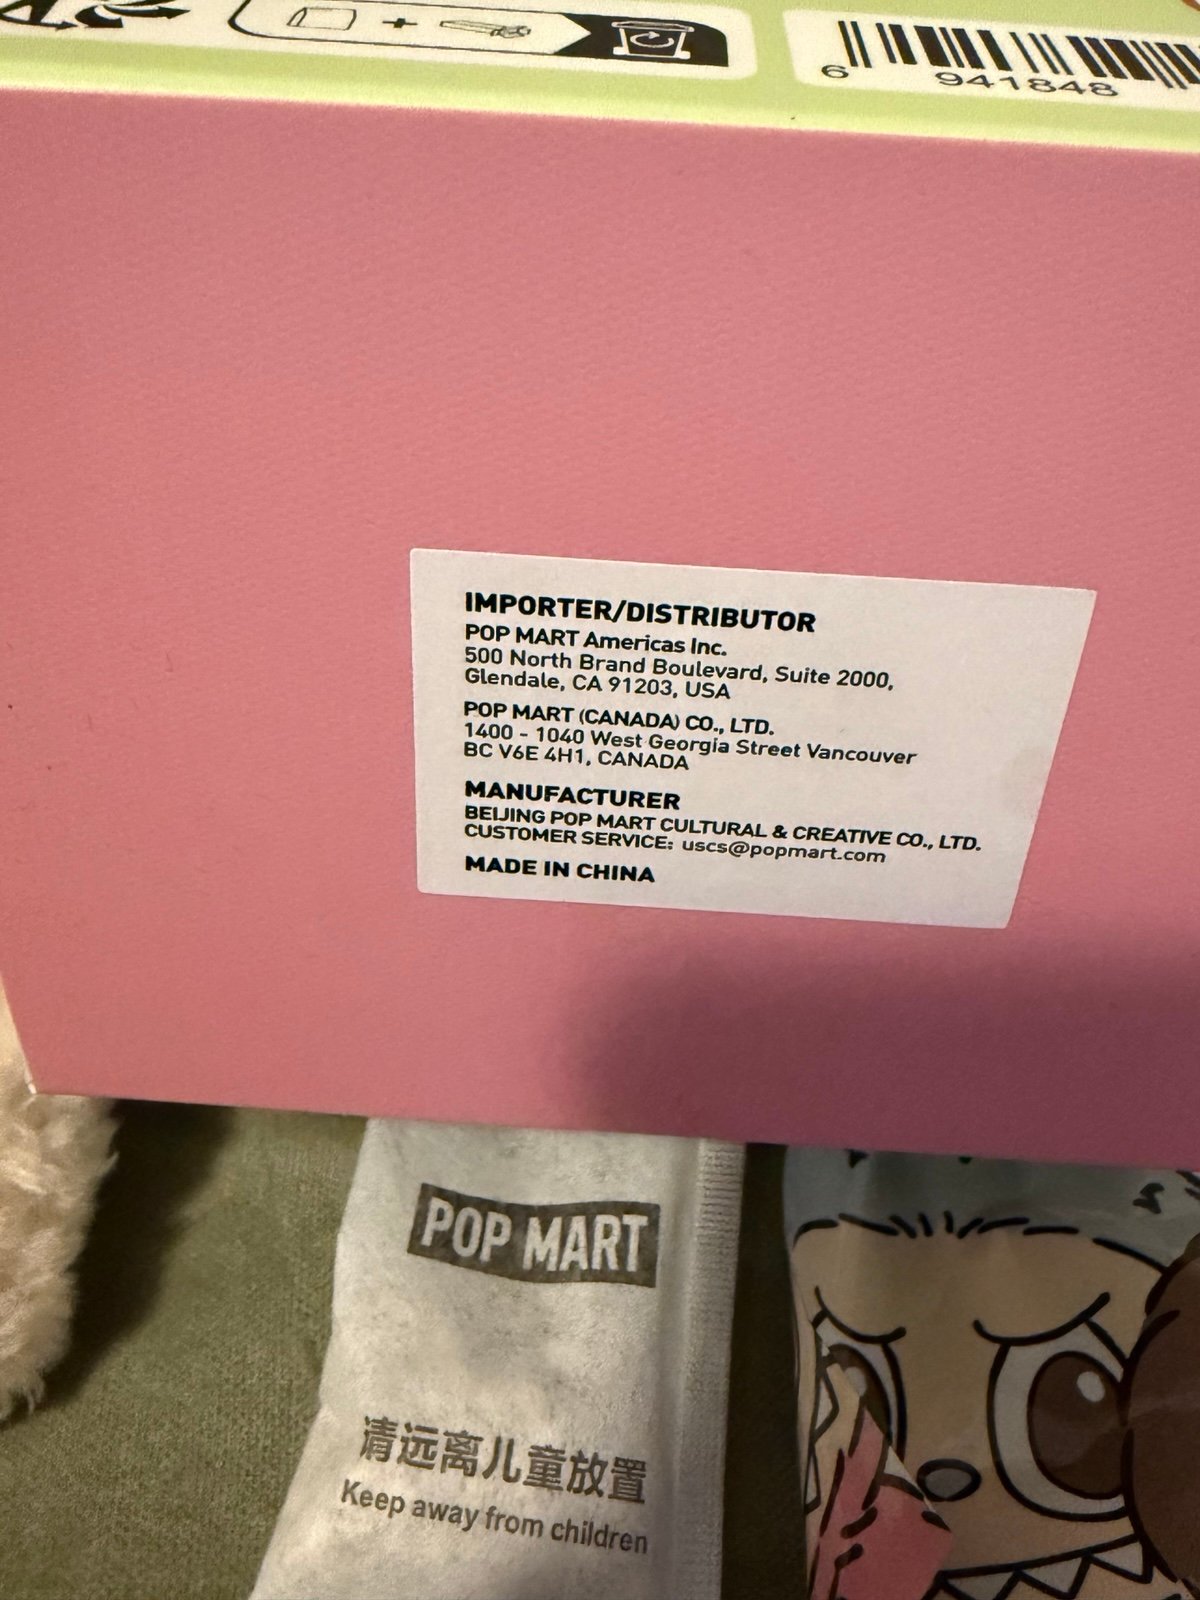 6 941848
IMPORTER/DISTRIBUTOR
POP MART Americas Inc.
500 North Brand Boulevard, Suite 2000,
Glendale, CA 91203, USA
POP MART (CANADA) CO., LTD.
1400 - 1040 West Georgia Street Vancouver
BC V6E 4H1, CANADA
MANUFACTURER
BEIJING POP MART CULTURAL & CREATIVE CO., LTD.
CUSTOMER SERVICE: uscs@popmart.com
MADE IN CHINA
POP MART
请远离儿童放置
Keep away from children